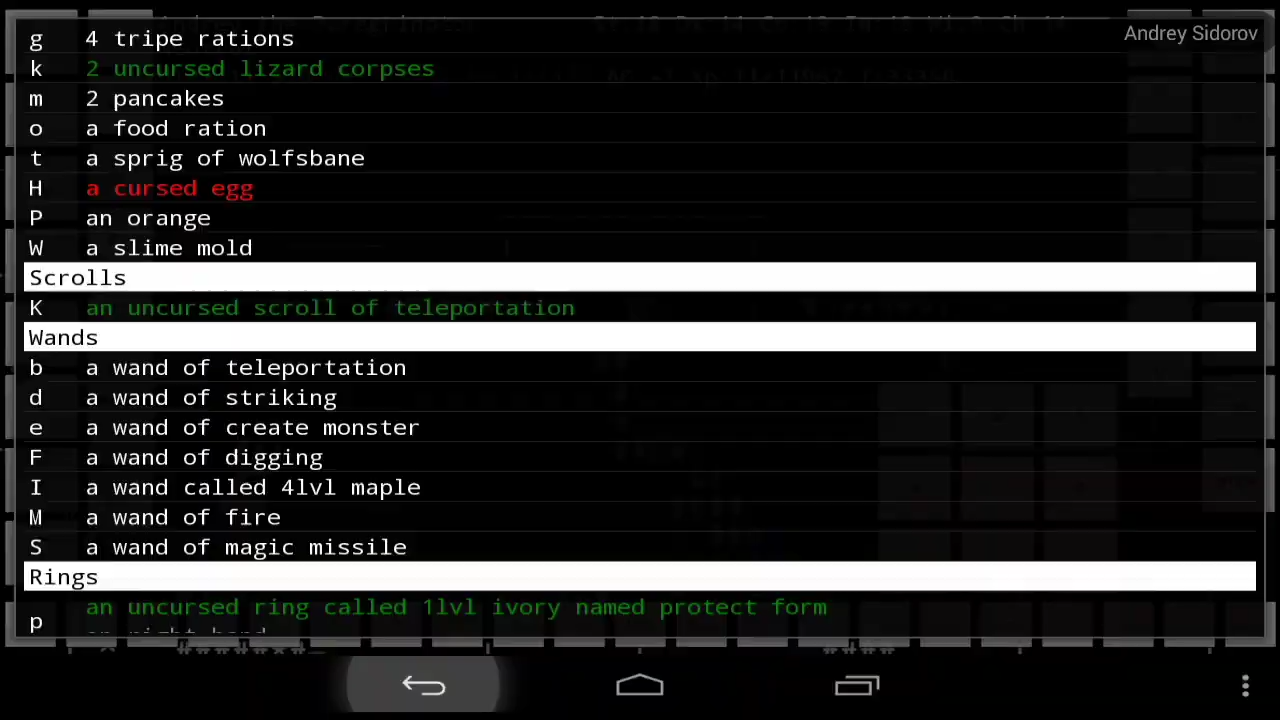 Andrey Sidorov
g 4 tripe rations
k 2 uncursed lizard corpses
m 2 pancakes
o a food ration
t a sprig of wolfsbane
H a cursed egg
P an orange
W a slime mold
Scrolls
K an uncursed scroll of teleportation
Wands
b a wand of teleportation
d a wand of striking
e a wand of create monster
F a wand of digging
I a wand called 4lvl maple
M a wand of fire
S a wand of magic missile
Rings
p an uncursed ring called 1lvl ivory named protect form